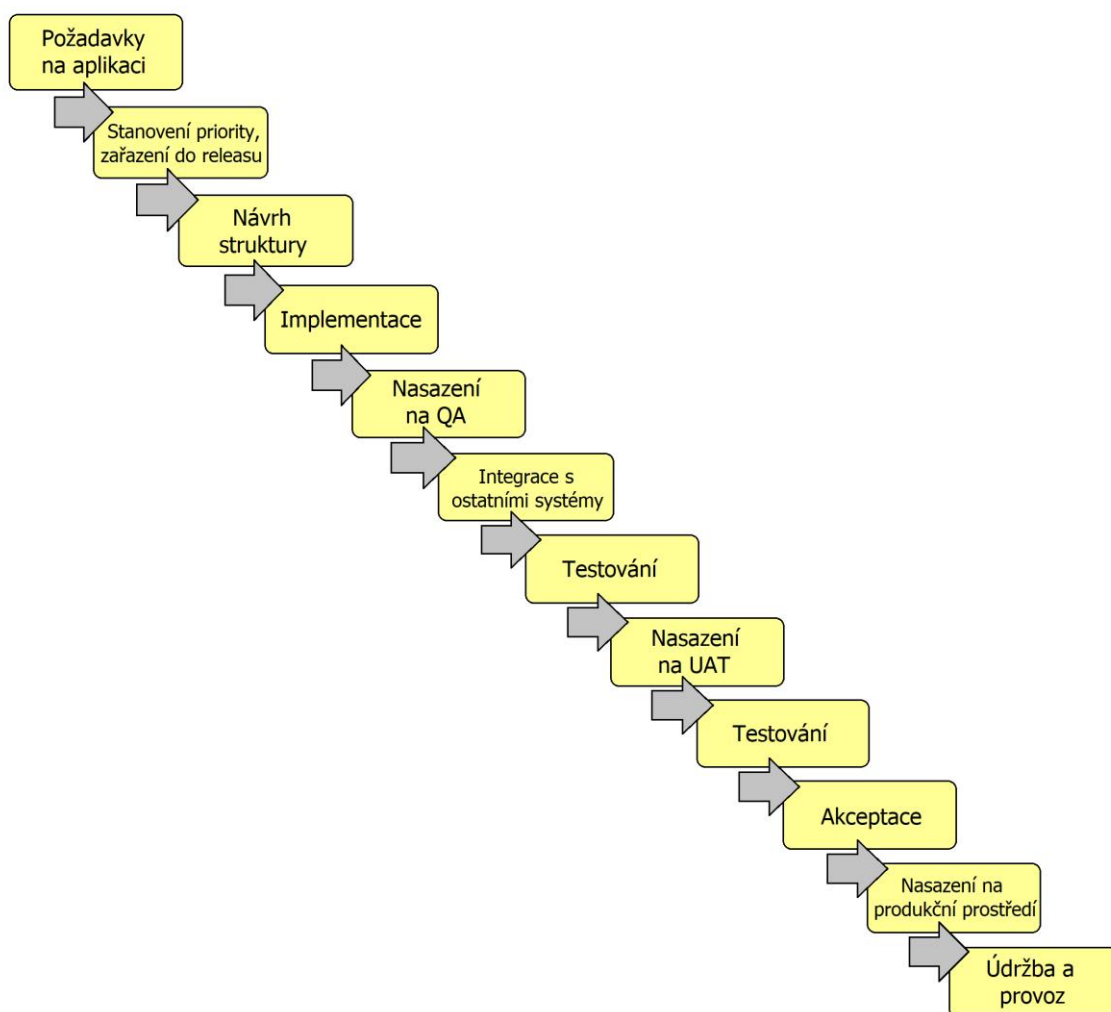 Požadavky
na aplikaci
Stanovení priority,
zařazení do releasu
Návrh
struktury
Implementace
Nasazení
na QA
Integrace s
ostatními systémy
Testování
Nasazení
na UAT
Testování
Akceptace
Nasazení na
produkční prostředí
Údržba a
provoz